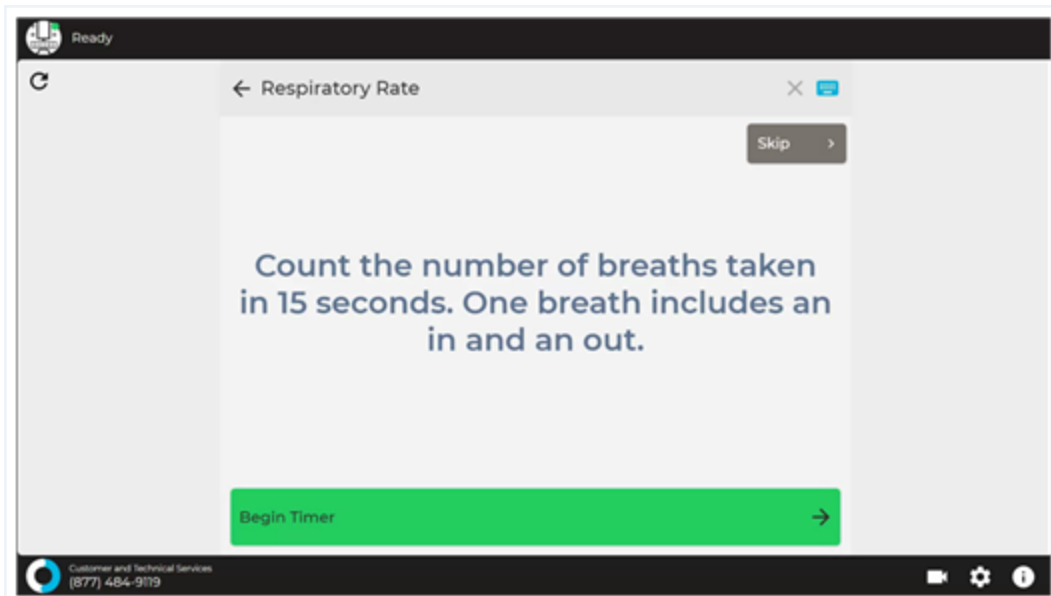 Ready
Respiratory Rate
Skip
Count the number of breaths taken
in 15 seconds. One breath includes an
in and an out.
Begin Timer
Customer and Technical Services
(877) 484-9119